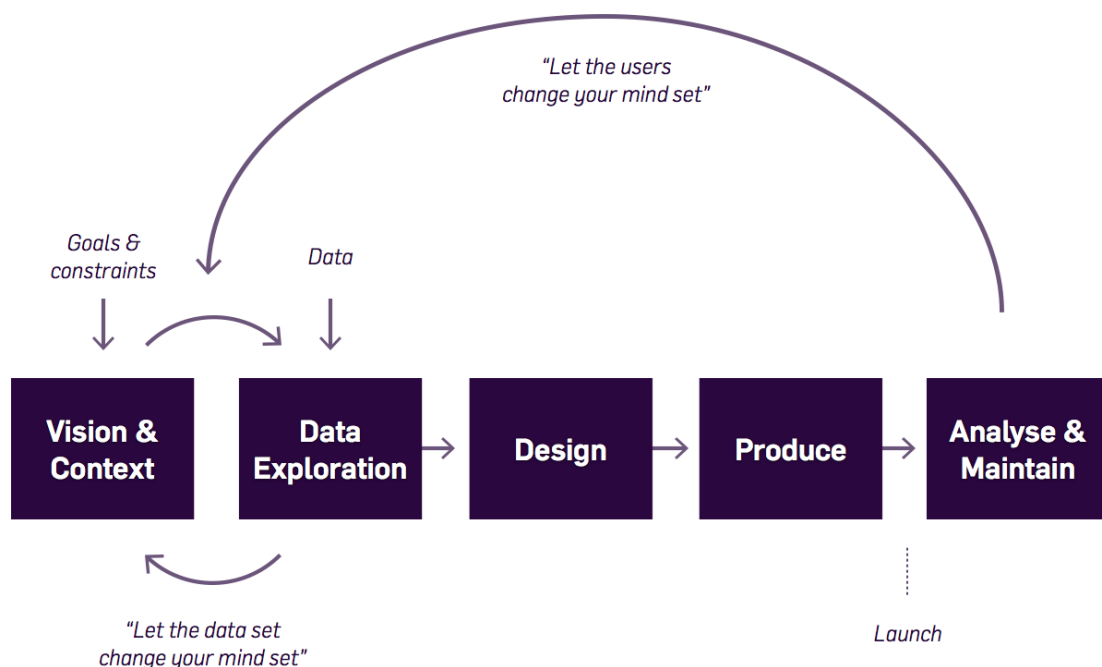 “Let the users
change your mind set”
Goals &
constraints
Data
Vision &
Context
Data
Exploration
Design
Produce
Analyse &
Maintain
“Let the data set
change your mind set”
Launch